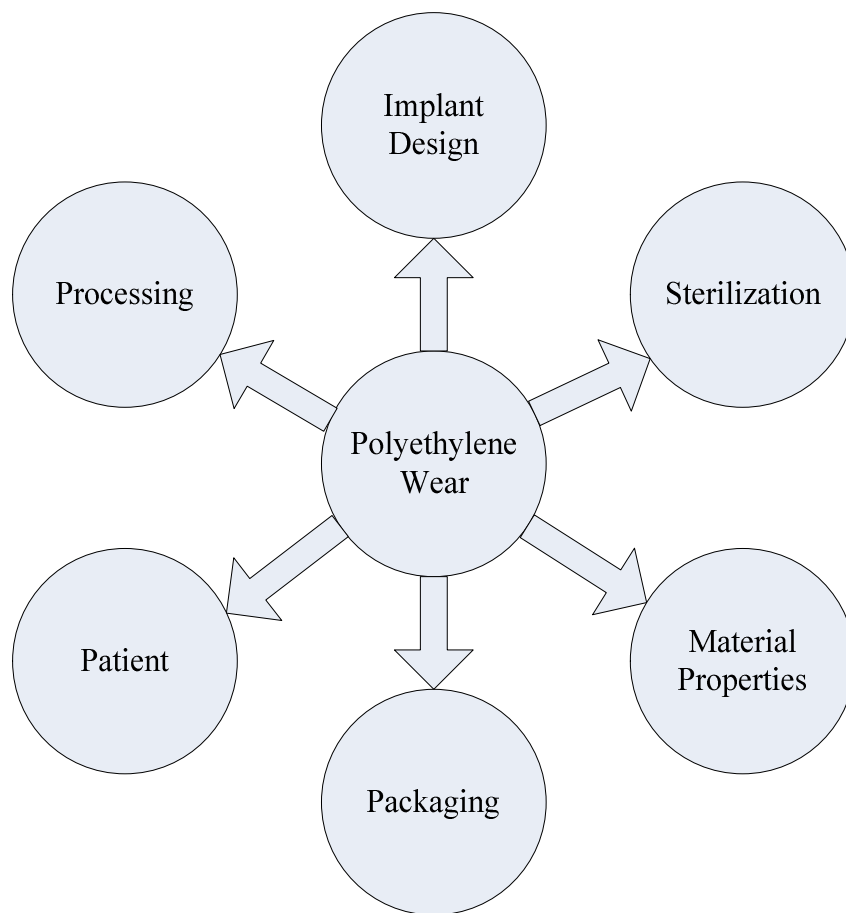 Implant
Design
Processing
Sterilization
Polyethylene
Wear
Patient
Material
Properties
Packaging